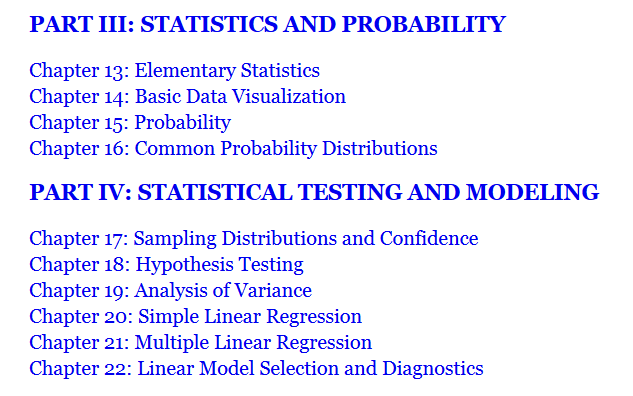 PART III: STATISTICS AND PROBABILITY
Chapter 13: Elementary Statistics
Chapter 14: Basic Data Visualization
Chapter 15: Probability
Chapter 16: Common Probability Distributions
PART IV: STATISTICAL TESTING AND MODELING
Chapter 17: Sampling Distributions and Confidence
Chapter 18: Hypothesis Testing
Chapter 19: Analysis of Variance
Chapter 20: Simple Linear Regression
Chapter 21: Multiple Linear Regression
Chapter 22: Linear Model Selection and Diagnostics